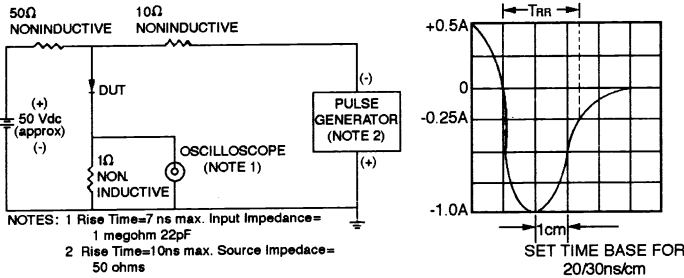 50Ω
NONINDUCTIVE
10Ω
NONINDUCTIVE
DUT
(+)
50 Vdc
(approx)
(-)
1Ω
NON.
INDUCTIVE
OSCILLOSCOPE
(NOTE 1)
(-)
PULSE
GENERATOR
(NOTE 2)
(+)
NOTES: 1 Rise Time=7 ns max. Input Impedance=
1 megohm 22pF
2 Rise Time=10ns max. Source Impedace=
50 ohms
TRR
+0.5A
0
-0.25A
-1.0A
1cm
SET TIME BASE FOR
20/30ns/cm